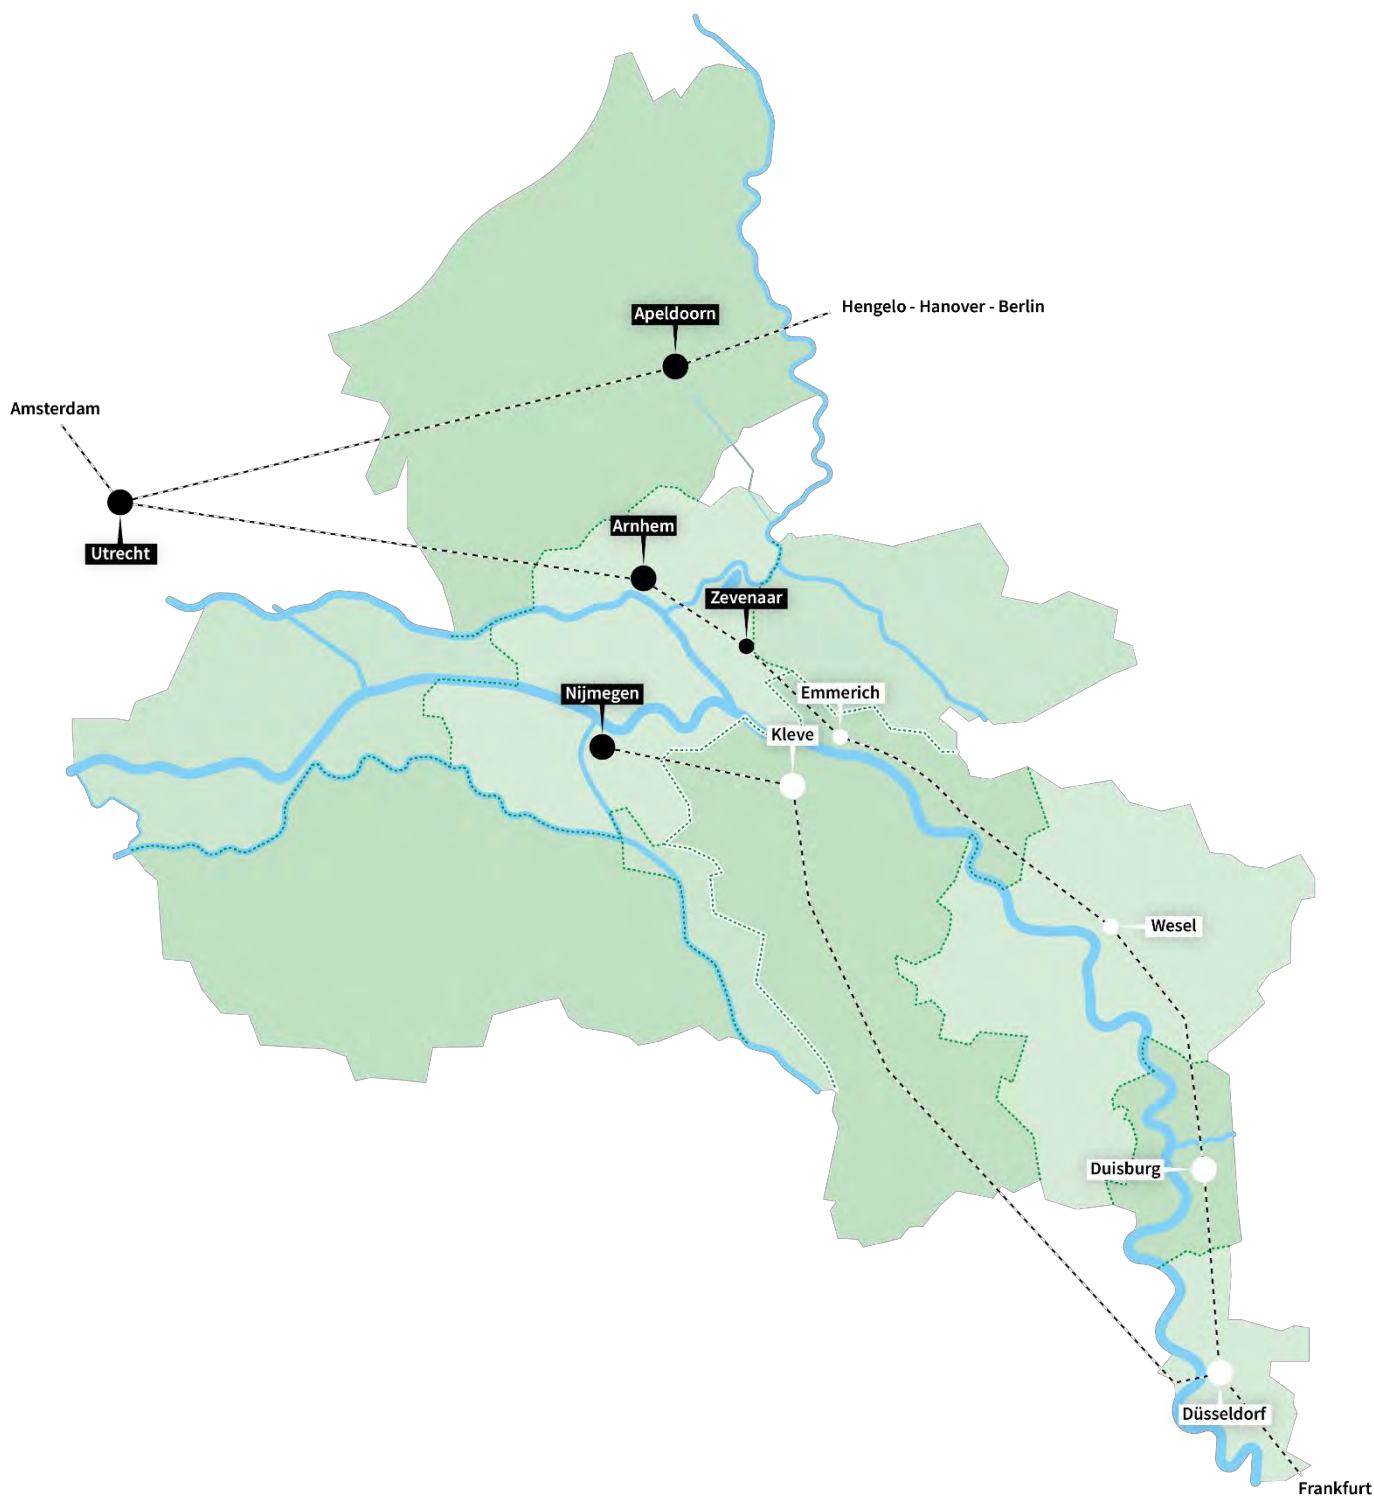 Hengelo - Hanover - Berlin
Apeldoorn
Amsterdam
Arnhem
Utrecht
Zevenaar
Nijmegen
Emmerich
Kleve
Wesel
Duisburg
Düsseldorf
Frankfurt